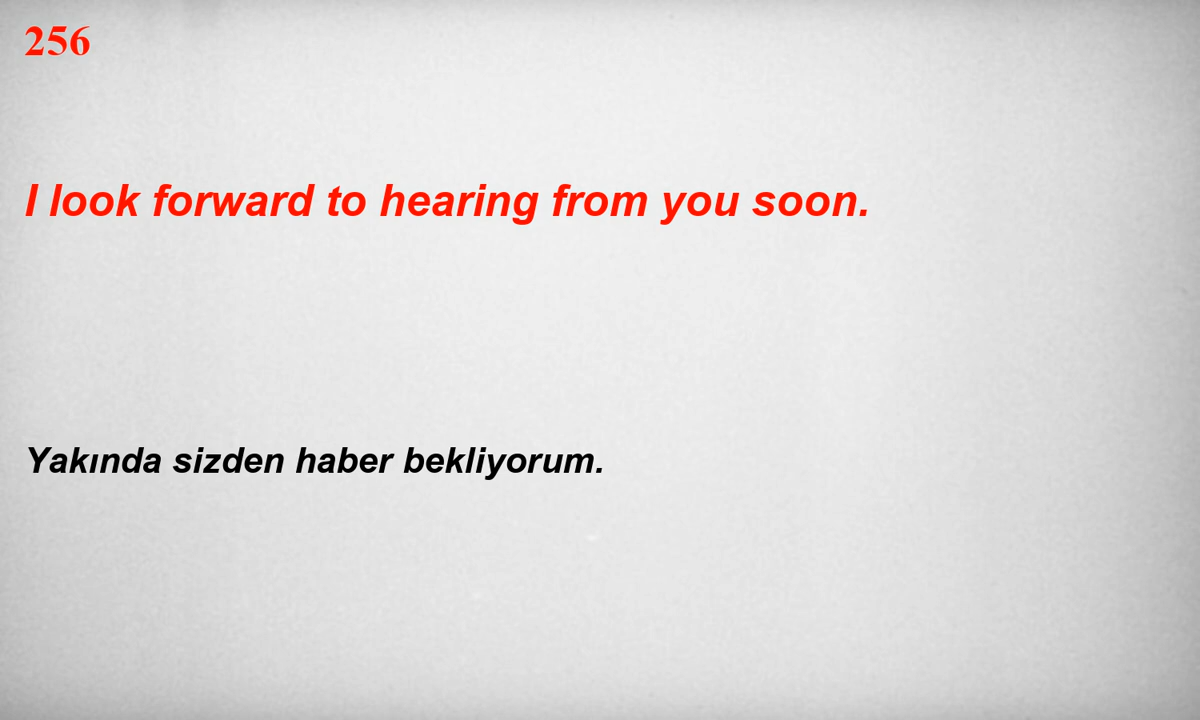 256
I look forward to hearing from you soon.
Yakında sizden haber bekliyorum.